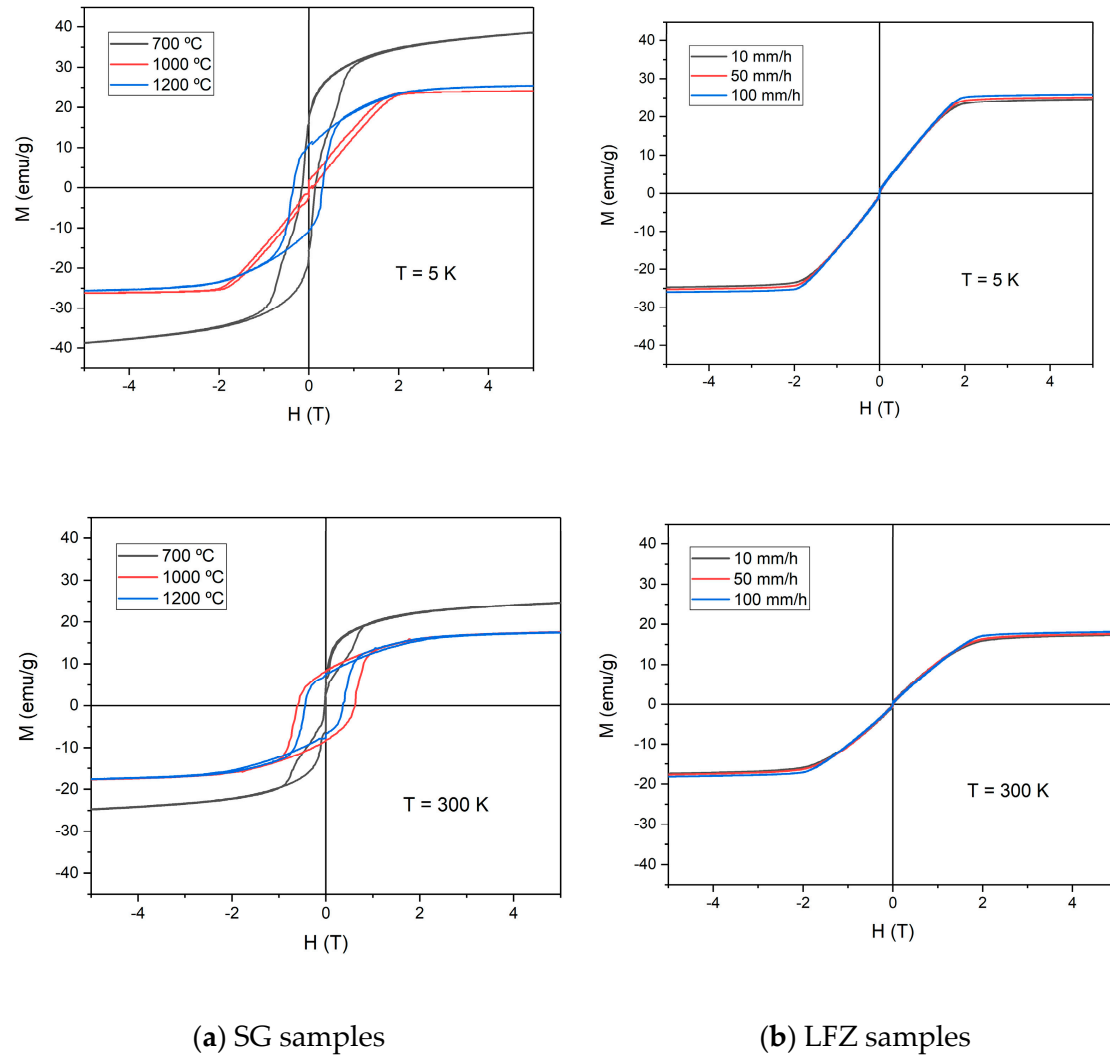 700 ºC
1000 ºC
1200 ºC
T = 5 K
M (emu/g)
40
30
20
10
0
-10
-20
-30
-40
-4
-2
0
2
4
H (T)
10 mm/h
50 mm/h
100 mm/h
T = 5 K
M (emu/g)
40
30
20
10
0
-10
-20
-30
-40
-4
-2
0
2
4
H (T)
700 ºC
1000 ºC
1200 ºC
T = 300 K
M (emu/g)
40
30
20
10
0
-10
-20
-30
-40
-4
-2
0
2
4
H (T)
10 mm/h
50 mm/h
100 mm/h
T = 300 K
M (emu/g)
40
30
20
10
0
-10
-20
-30
-40
-4
-2
0
2
4
H (T)
(a) SG samples
(b) LFZ samples